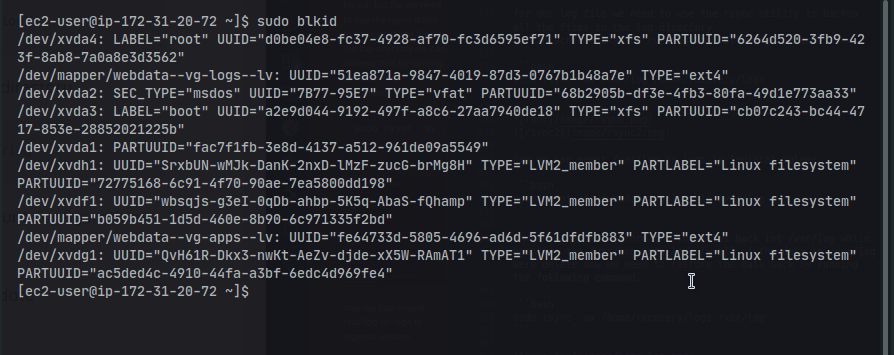 [ec2-user@ip-172-31-20-72 ~]$ sudo blkid
/dev/xvda4: LABEL="root" UUID="d0be04e8-fc37-4928-af70-fc3d6595ef71" TYPE="xfs" PARTUUID="6264d520-3fb9-42
3f-8ab8-7a0a8e3d3562"
/dev/mapper/webdata--vg-logs--lv: UUID="51ea871a-9847-4019-87d3-0767b1b48a7e" TYPE="ext4"
/dev/xvda2: SEC_TYPE="msdos" UUID="7B77-95E7" TYPE="vfat" PARTUUID="68b2905b-df3e-4fb3-80fa-49d1e773aa33"
/dev/xvda3: LABEL="boot" UUID="a2e9d044-9192-497f-a8c6-27aa7940de18" TYPE="xfs" PARTUUID="cb07c243-bc44-47
17-853e-28852021225b"
/dev/xvda1: PARTUUID="fac7f1fb-3e8d-4137-a512-961de09a5549"
/dev/xvdh1: UUID="SrxbUN-wMJk-DanK-2nxD-lMzF-zucG-brMg8H" TYPE="LVM2_member" PARTLABEL="Linux filesystem"
PARTUUID="72775168-6c91-4f70-90ae-7ea5800dd198"
/dev/xvdf1: UUID="wbsqjs-g3eI-0qDb-ahbp-5K5q-AbaS-fQhamp" TYPE="LVM2_member" PARTLABEL="Linux filesystem"
PARTUUID="b059b451-1d5d-460e-8b90-6c971335f2bd"
/dev/mapper/webdata--vg-apps--lv: UUID="fe64733d-5805-4696-ad6d-5f61dfdfb883" TYPE="ext4"
/dev/xvdg1: UUID="QvH61R-Dkx3-nwKt-AeZv-djde-xX5W-RAmAT1" TYPE="LVM2_member" PARTLABEL="Linux filesystem"
PARTUUID="ac5ded4c-4910-44fa-a3bf-6edc4d969fe4"
[ec2-user@ip-172-31-20-72 ~]$